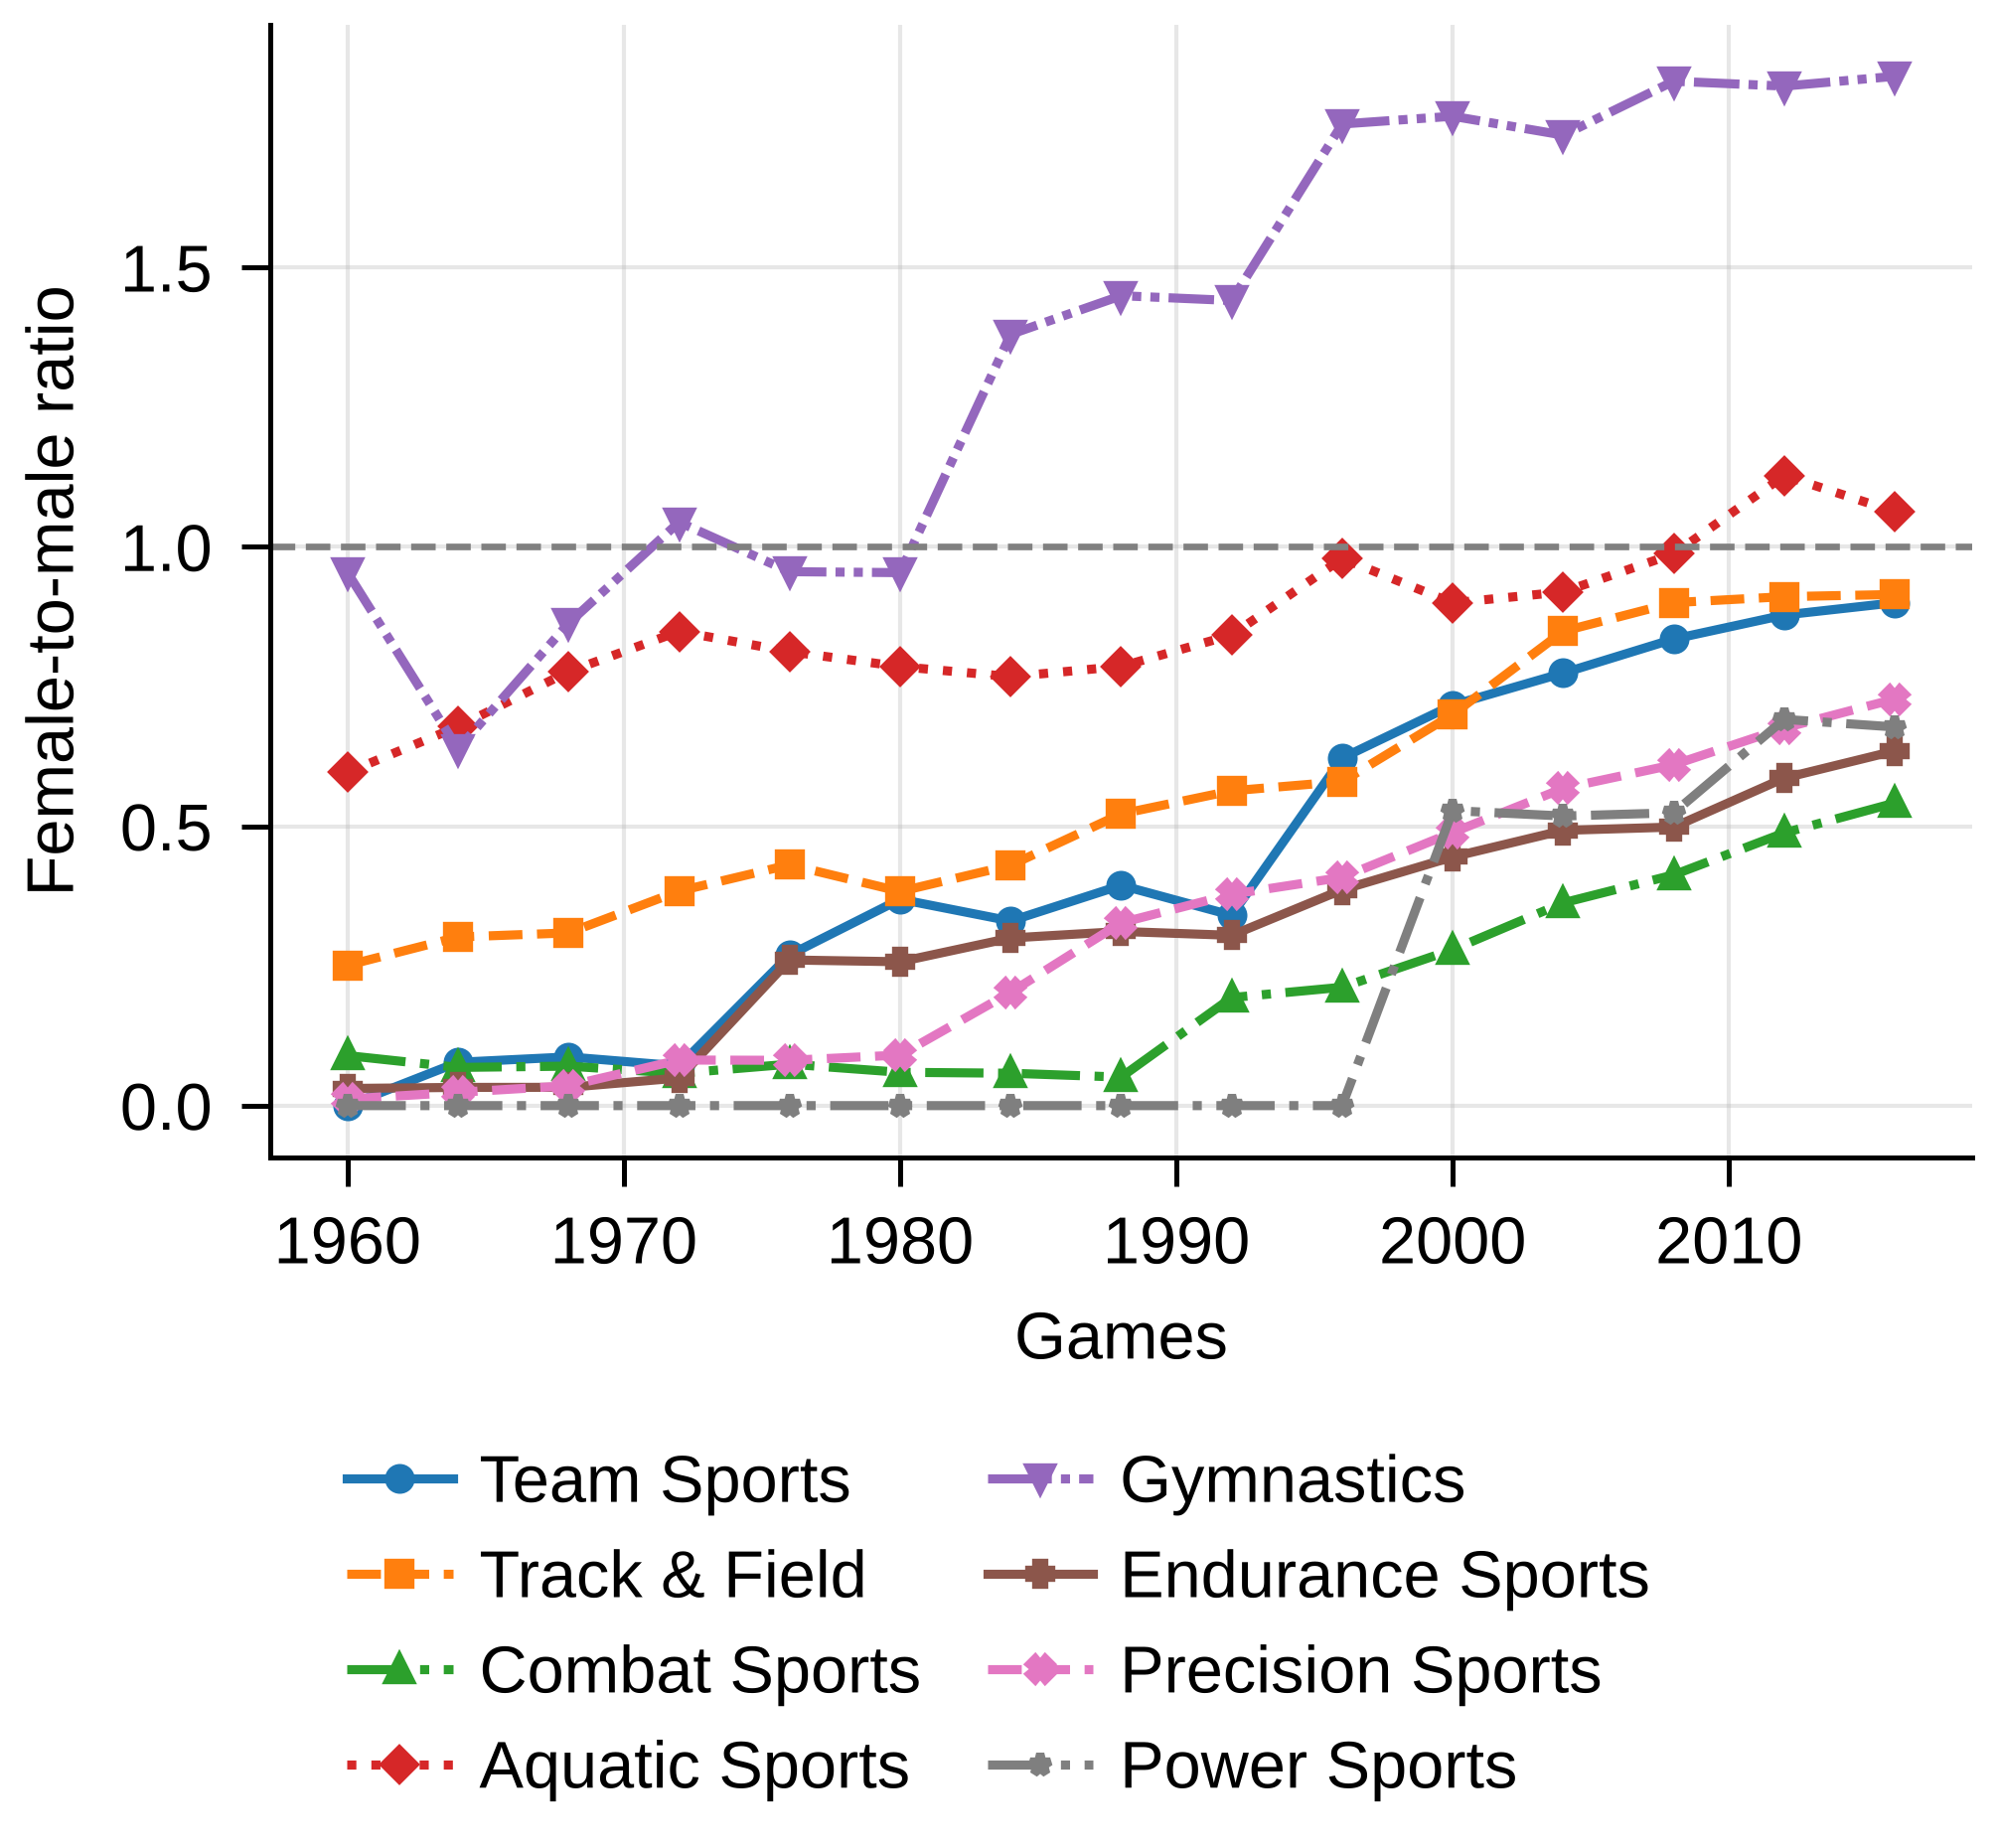 Female-to-male ratio
1.5
1.0
0.5
0.0
1960 1970 1980 1990 2000 2010
Games
Team Sports
Track & Field
Combat Sports
Aquatic Sports
Gymnastics
Endurance Sports
Precision Sports
Power Sports